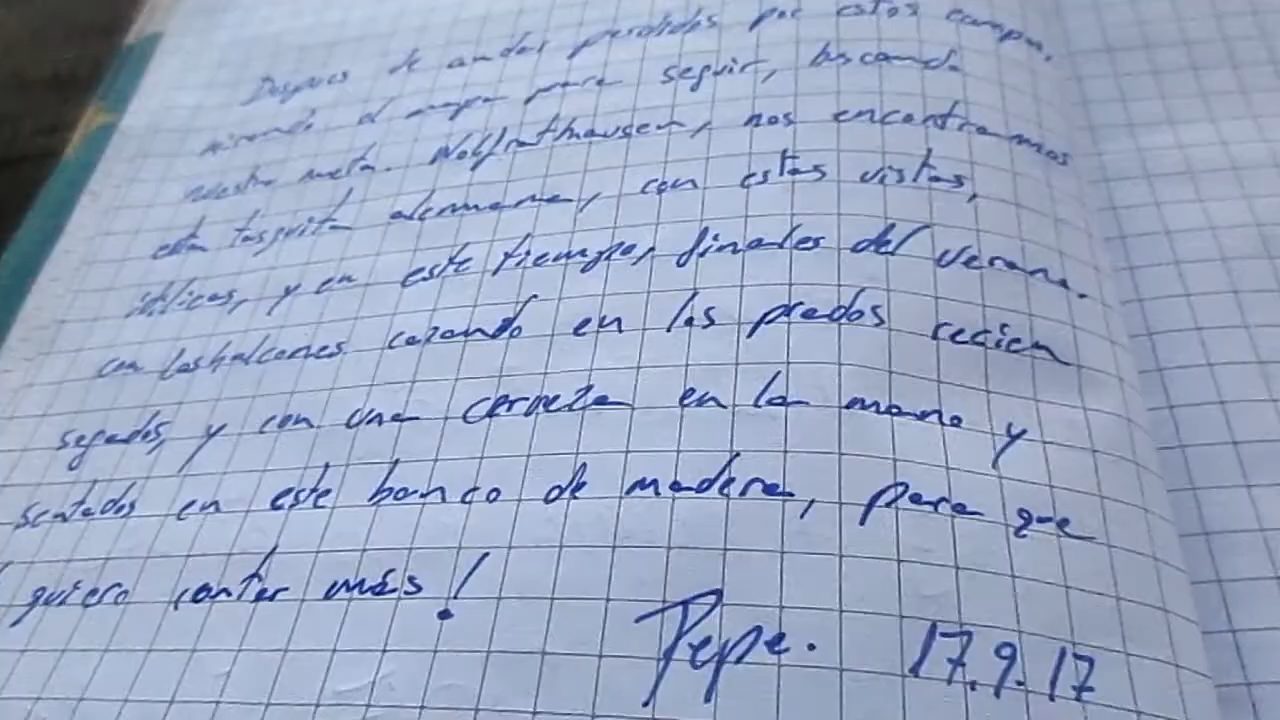 Despues de andar perdidos por estos campos,
mirando el mapa para seguir, buscando
nuestra meta. Wolfrathausen, nos encontramos
esta tasquita alemana, con estas vistas,
idilicas, y en este tiempo, finales del verano.
con los halcones cazando en los prados recien
segados, y con una cerveza en la mano y
sentados en este banco de madera, para que
quiero contar más!
Pepe. 17.9.17